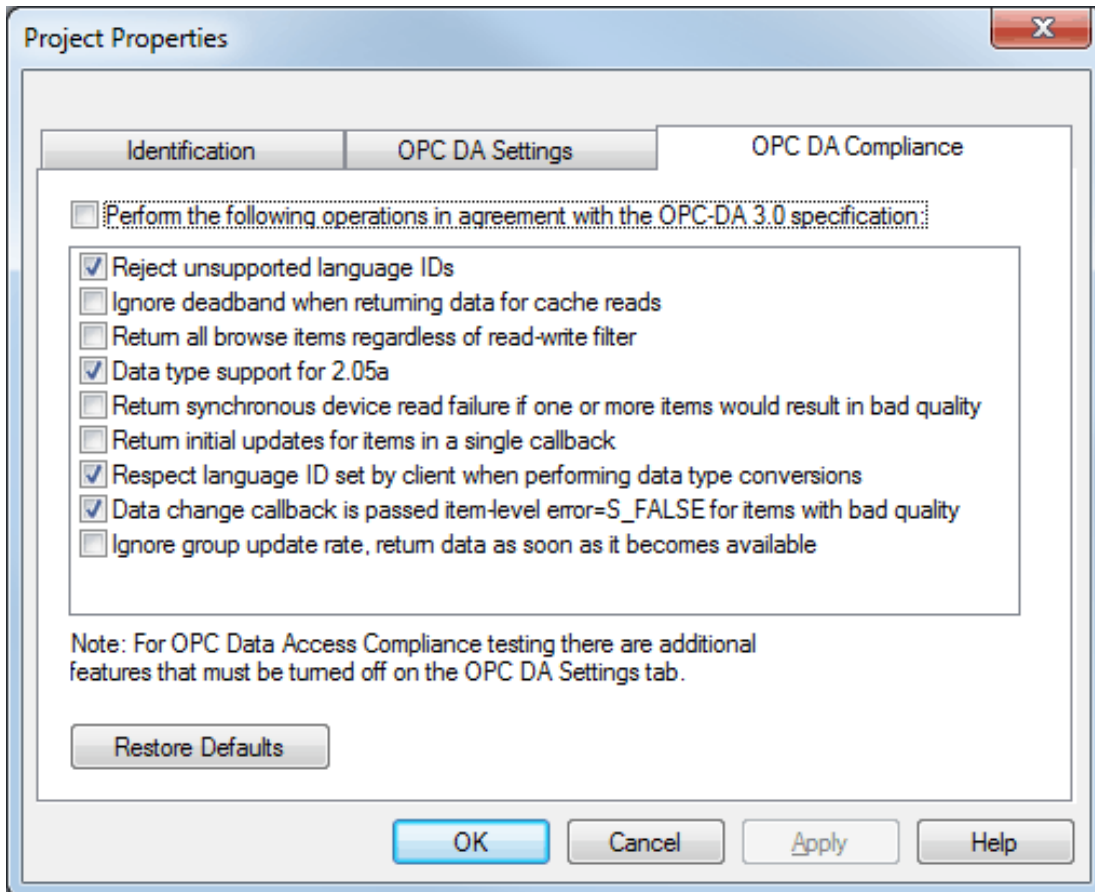 Project Properties
Identification
OPC DA Settings
OPC DA Compliance
Perform the following operations in agreement with the OPC-DA 3.0 specification:
Reject unsupported language IDs
Ignore deadband when returning data for cache reads
Return all browse items regardless of read-write filter
Data type support for 2.05a
Return synchronous device read failure if one or more items would result in bad quality
Return initial updates for items in a single callback
Respect language ID set by client when performing data type conversions
Data change callback is passed item-level error=S_FALSE for items with bad quality
Ignore group update rate, return data as soon as it becomes available
Note: For OPC Data Access Compliance testing there are additional
features that must be turned off on the OPC DA Settings tab.
Restore Defaults
OK
Cancel
Apply
Help